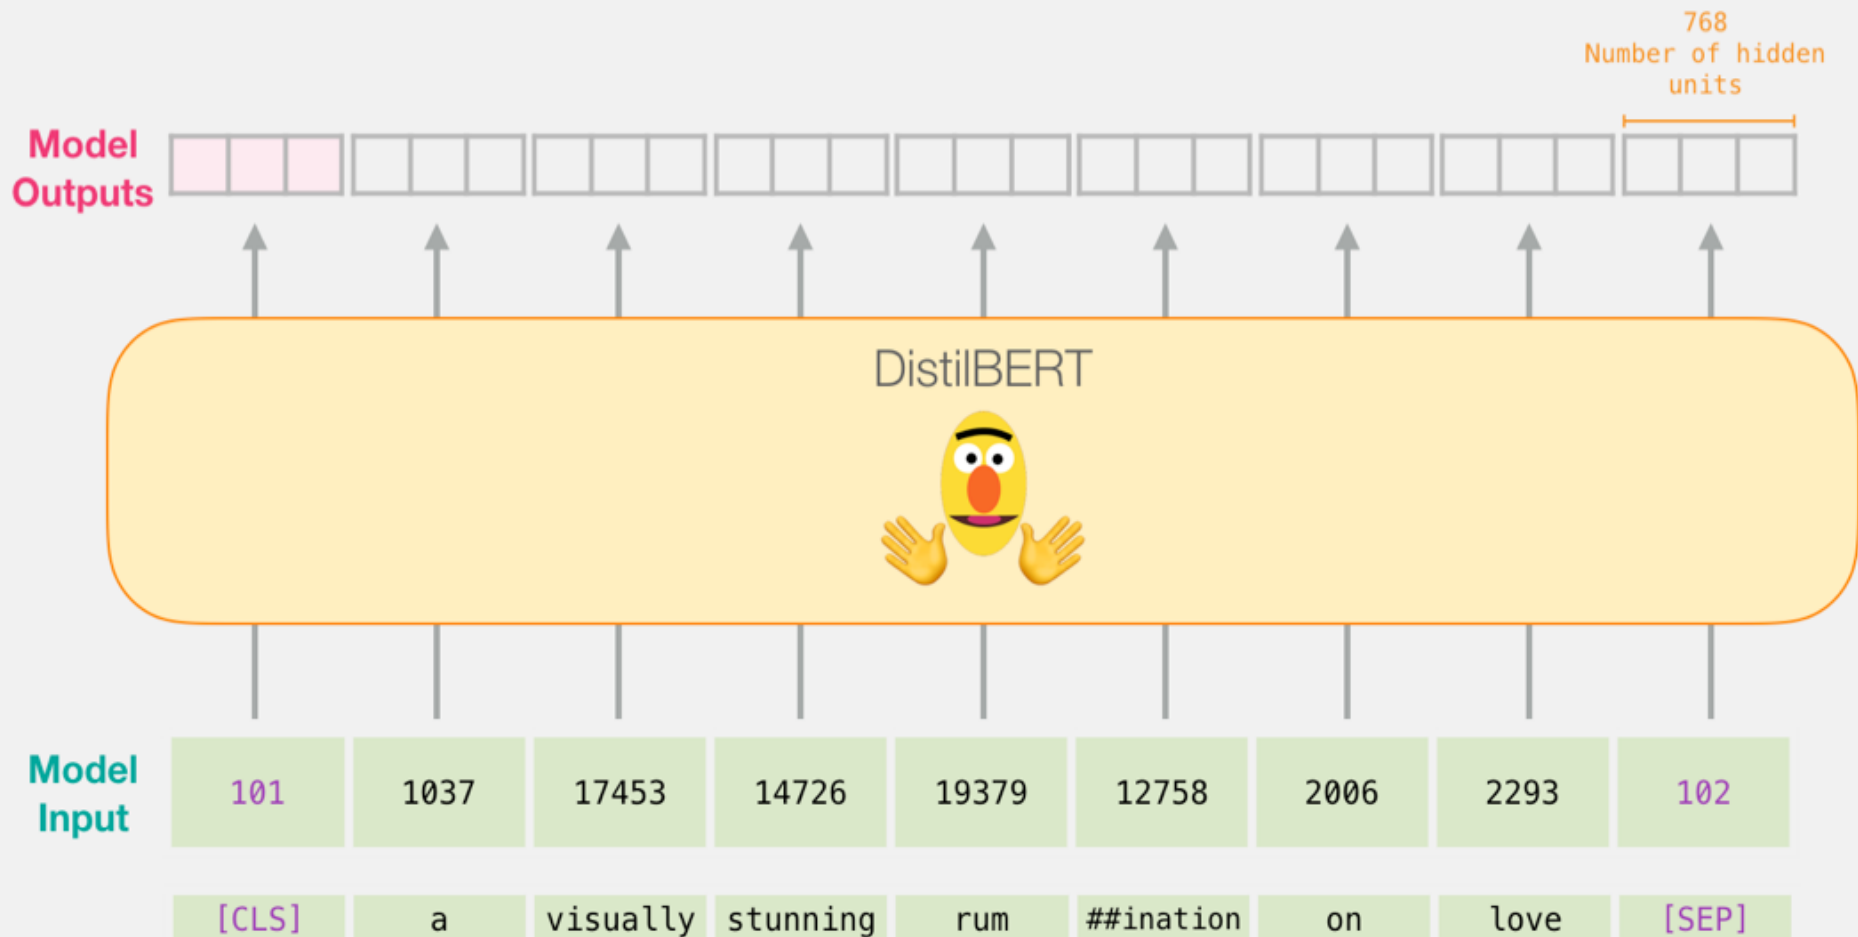 768
Number of hidden
units
Model
Outputs
DistilBERT
Model
Input
101 1037 17453 14726 19379 12758 2006 2293 102
[CLS] a visually stunning rum ##ination on love [SEP]